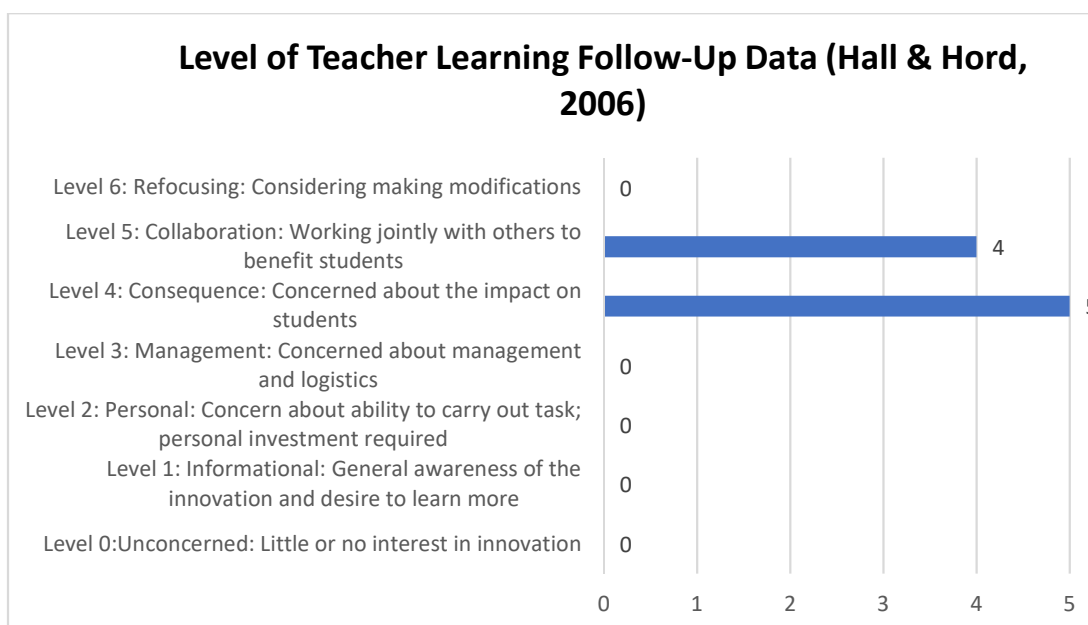 Level of Teacher Learning Follow-Up Data (Hall & Hord,
2006)
Level 6: Refocusing: Considering making modifications
0
Level 5: Collaboration: Working jointly with others to
benefit students
4
Level 4: Consequence: Concerned about the impact on
students
5
Level 3: Management: Concerned about management
and logistics
0
Level 2: Personal: Concern about ability to carry out task;
personal investment required
0
Level 1: Informational: General awareness of the
innovation and desire to learn more
0
Level 0:Unconcerned: Little or no interest in innovation
0
0 1 2 3 4 5